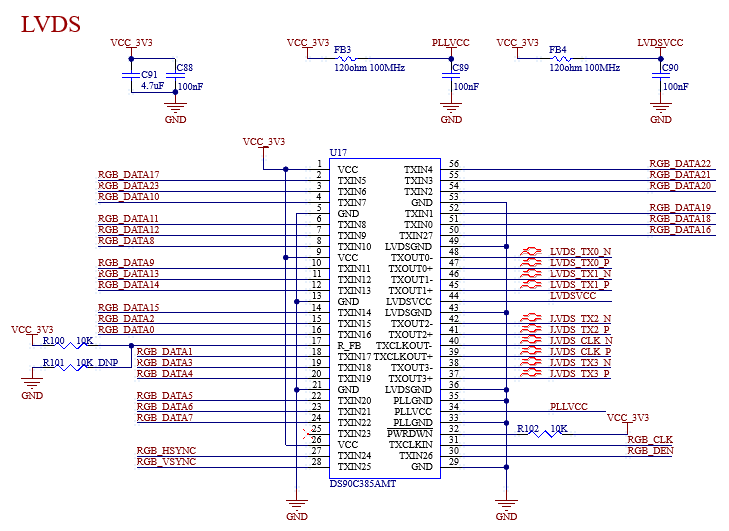 LVDS
VCC_3V3 VCC_3V3 FB3 PLLVCC VCC_3V3 FB4 LVDSVCC
C91 C88 120ohm 100MHz C89 120ohm 100MHz C90
4.7uF 100nF 100nF 100nF
GND GND GND
VCC_3V3 U17
1 VCC TXIN4 56 RGB_DATA22
RGB_DATA17 2 TXIN5 TXIN3 55 RGB_DATA21
RGB_DATA23 3 TXIN6 TXIN2 54 RGB_DATA20
RGB_DATA10 4 TXIN7 GND 53
5 GND TXIN1 52 RGB_DATA19
RGB_DATA11 6 TXIN8 TXIN0 51 RGB_DATA18
RGB_DATA12 7 TXIN9 TXIN27 50 RGB_DATA16
RGB_DATA8 8 TXIN10 LVDSGND 49
9 VCC TXOUT0- 48 LVDS_TX0_N
RGB_DATA9 10 TXIN11 TXOUT0+ 47 LVDS_TX0_P
RGB_DATA13 11 TXIN12 TXOUT1- 46 LVDS_TX1_N
RGB_DATA14 12 TXIN13 TXOUT1+ 45 LVDS_TX1_P
13 GND LVDSVCC 44 LVDSVCC
RGB_DATA15 14 TXIN14 LVDSGND 43
RGB_DATA2 15 TXIN15 TXOUT2- 42 LVDS_TX2_N
RGB_DATA0 16 TXIN16 TXOUT2+ 41 LVDS_TX2_P
VCC_3V3 R100 10K 17 R_FB TXCLKOUT- 40 LVDS_CLK_N
RGB_DATA1 18 TXIN17 TXCLKOUT+ 39 LVDS_CLK_P
R101 10K DNP RGB_DATA3 19 TXIN18 TXOUT3- 38 LVDS_TX3_N
RGB_DATA4 20 TXIN19 TXOUT3+ 37 LVDS_TX3_P
GND 21 GND LVDSGND 36
RGB_DATA5 22 TXIN20 PLLGND 35
RGB_DATA6 23 TXIN21 PLLVCC 34 PLLVCC
RGB_DATA7 24 TXIN22 PLLGND 33 VCC_3V3
25 TXIN23 PWRDWN 32 R102 10K
26 VCC TXCLKIN 31 RGB_CLK
RGB_HSYNC 27 TXIN24 TXIN26 30 RGB_DEN
RGB_VSYNC 28 TXIN25 GND 29
DS90C385AMT
GND GND